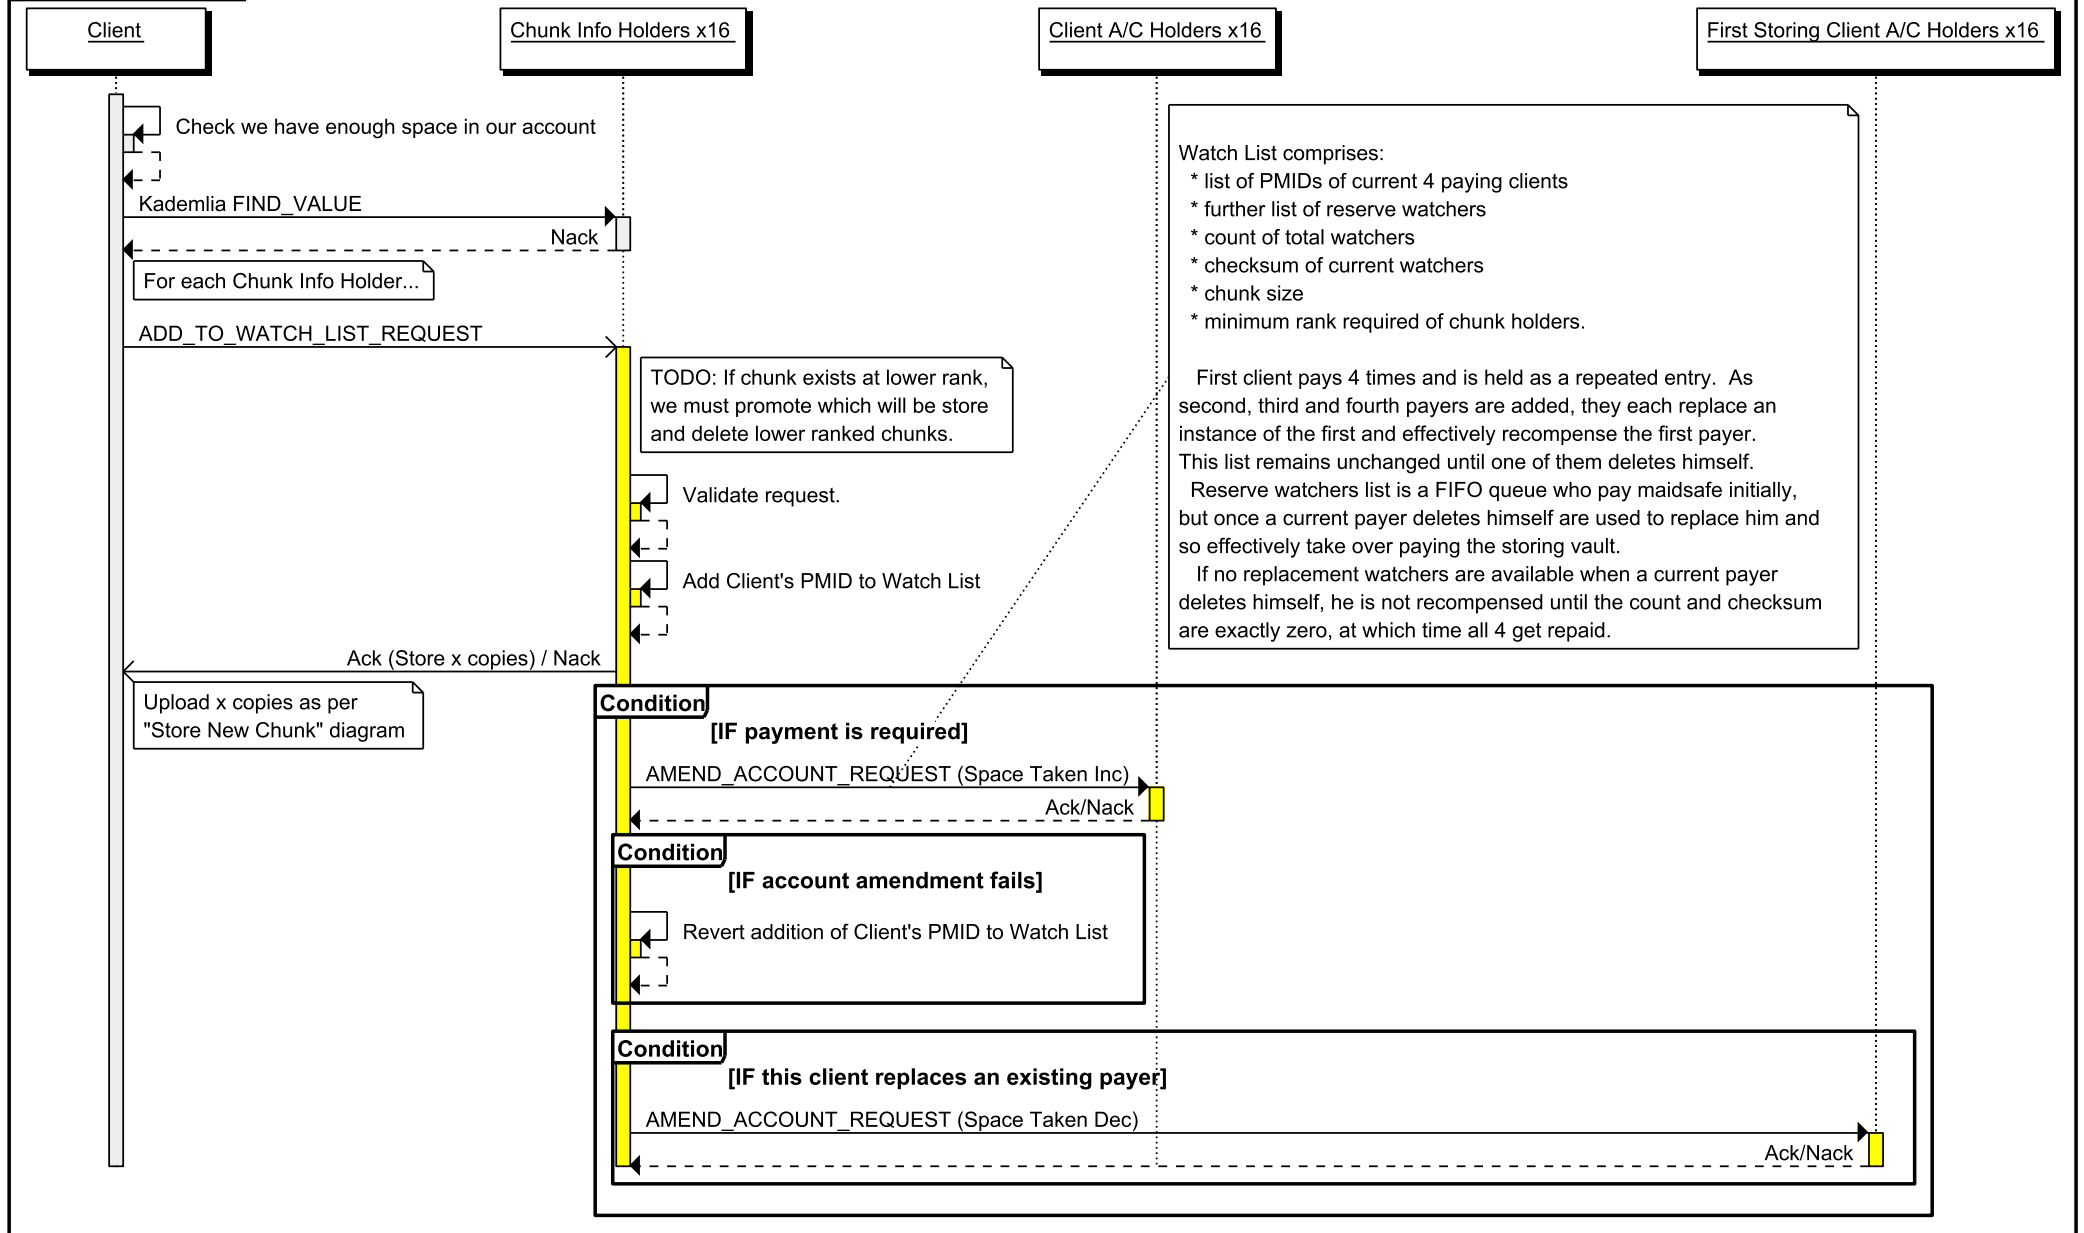 Client
Chunk Info Holders x16
Client A/C Holders x16
First Storing Client A/C Holders x16
Check we have enough space in our account
Kademlia FIND_VALUE
Nack
For each Chunk Info Holder...
ADD_TO_WATCH_LIST_REQUEST
TODO: If chunk exists at lower rank,
we must promote which will be store
and delete lower ranked chunks.
Validate request.
Add Client's PMID to Watch List
Watch List comprises:
* list of PMIDs of current 4 paying clients
* further list of reserve watchers
* count of total watchers
* checksum of current watchers
* chunk size
* minimum rank required of chunk holders.
First client pays 4 times and is held as a repeated entry.  As
second, third and fourth payers are added, they each replace an
instance of the first and effectively recompense the first payer.
This list remains unchanged until one of them deletes himself.
Reserve watchers list is a FIFO queue who pay maidsafe initially,
but once a current payer deletes himself are used to replace him and
so effectively take over paying the storing vault.
If no replacement watchers are available when a current payer
deletes himself, he is not recompensed until the count and checksum
are exactly zero, at which time all 4 get repaid.
Ack (Store x copies) / Nack
Upload x copies as per
"Store New Chunk" diagram
Condition
[IF payment is required]
AMEND_ACCOUNT_REQUEST (Space Taken Inc)
Ack/Nack
Condition
[IF account amendment fails]
Revert addition of Client's PMID to Watch List
Condition
[IF this client replaces an existing payer]
AMEND_ACCOUNT_REQUEST (Space Taken Dec)
Ack/Nack